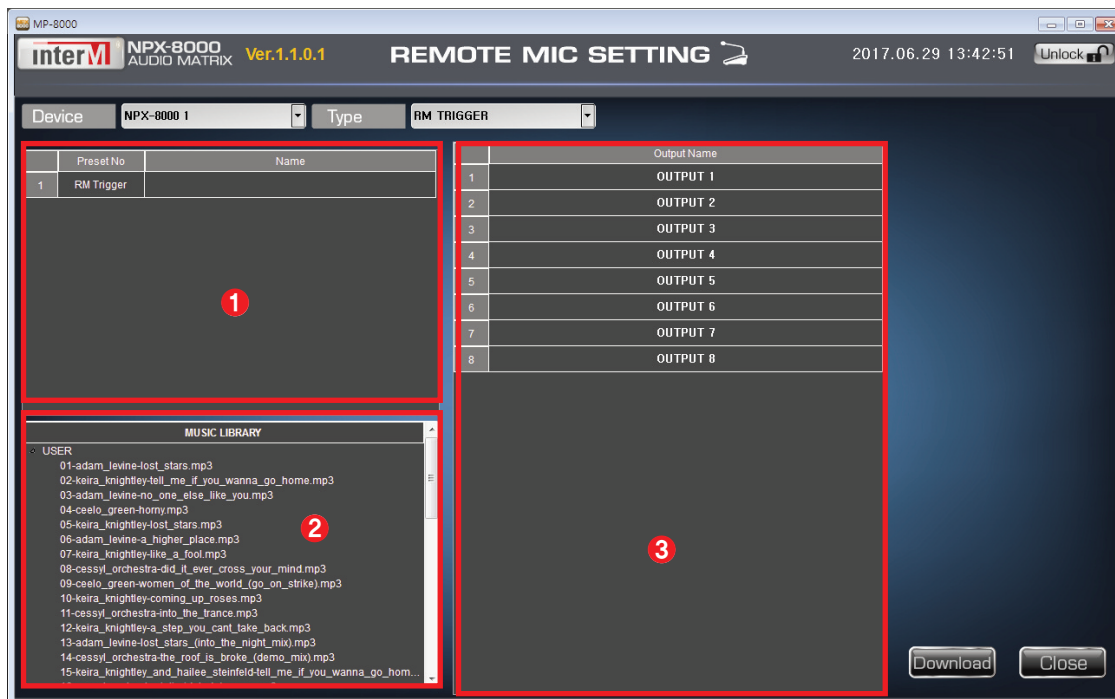 MP-8000
interM NPX-8000 AUDIO MATRIX Ver.1.1.0.1 REMOTE MIC SETTING 2017.06.29 13:42:51 Unlock
Device NPX-8000 1 Type RM TRIGGER
Preset No Name
1 RM Trigger
1
MUSIC LIBRARY
USER
01-adam_levine-lost_stars.mp3
02-keira_knightley-tell_me_if_you_wanna_go_home.mp3
03-adam_levine-no_one_else_like_you.mp3
04-ceelo_green-horny.mp3
05-keira_knightley-lost_stars.mp3
06-adam_levine-a_higher_place.mp3
07-keira_knightley-like_a_fool.mp3
08-cessyl_orchestra-did_it_ever_cross_your_mind.mp3
09-ceelo_green-women_of_the_world_(go_on_strike).mp3
10-keira_knightley-coming_up_roses.mp3
11-cessyl_orchestra-into_the_trance.mp3
12-keira_knightley-a_step_you_cant_take_back.mp3
13-adam_levine-lost_stars_(into_the_night_mix).mp3
14-cessyl_orchestra-the_roof_is_broke_(demo_mix).mp3
15-keira_knightley_and_hailee_steinfeld-tell_me_if_you_wanna_go_hom...
2
Output Name
1 OUTPUT 1
2 OUTPUT 2
3 OUTPUT 3
4 OUTPUT 4
5 OUTPUT 5
6 OUTPUT 6
7 OUTPUT 7
8 OUTPUT 8
3
Download Close